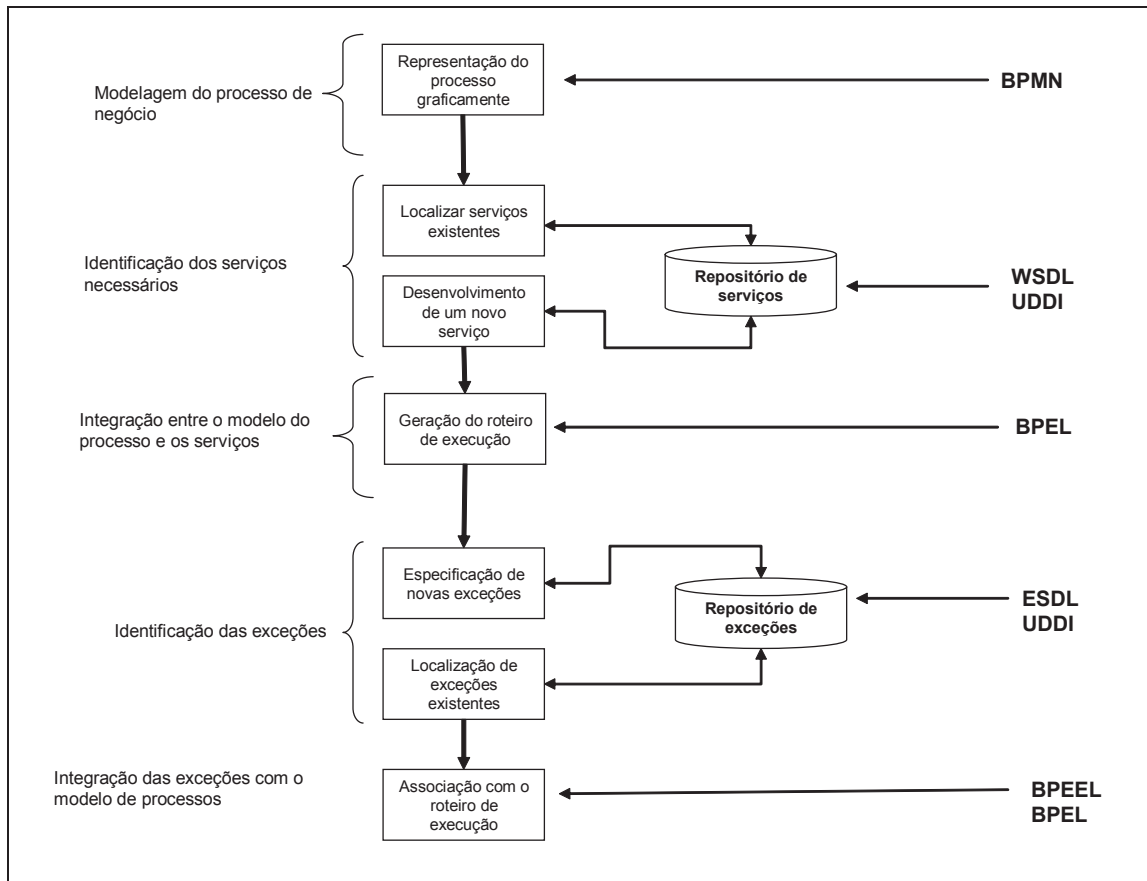 Representação do
processo
graficamente
BPMN
Modelagem do processo de
negócio
Localizar serviços
existentes
Identificação dos serviços
necessários
Repositório de
serviços
WSDL
UDDI
Desenvolvimento
de um novo
serviço
Integração entre o modelo do
processo e os serviços
Geração do roteiro
de execução
BPEL
Especificação de
novas exceções
Identificação das exceções
Repositório de
exceções
ESDL
UDDI
Localização de
exceções
existentes
Integração das exceções com o
modelo de processos
Associação com o
roteiro de
execução
BPEEL
BPEL